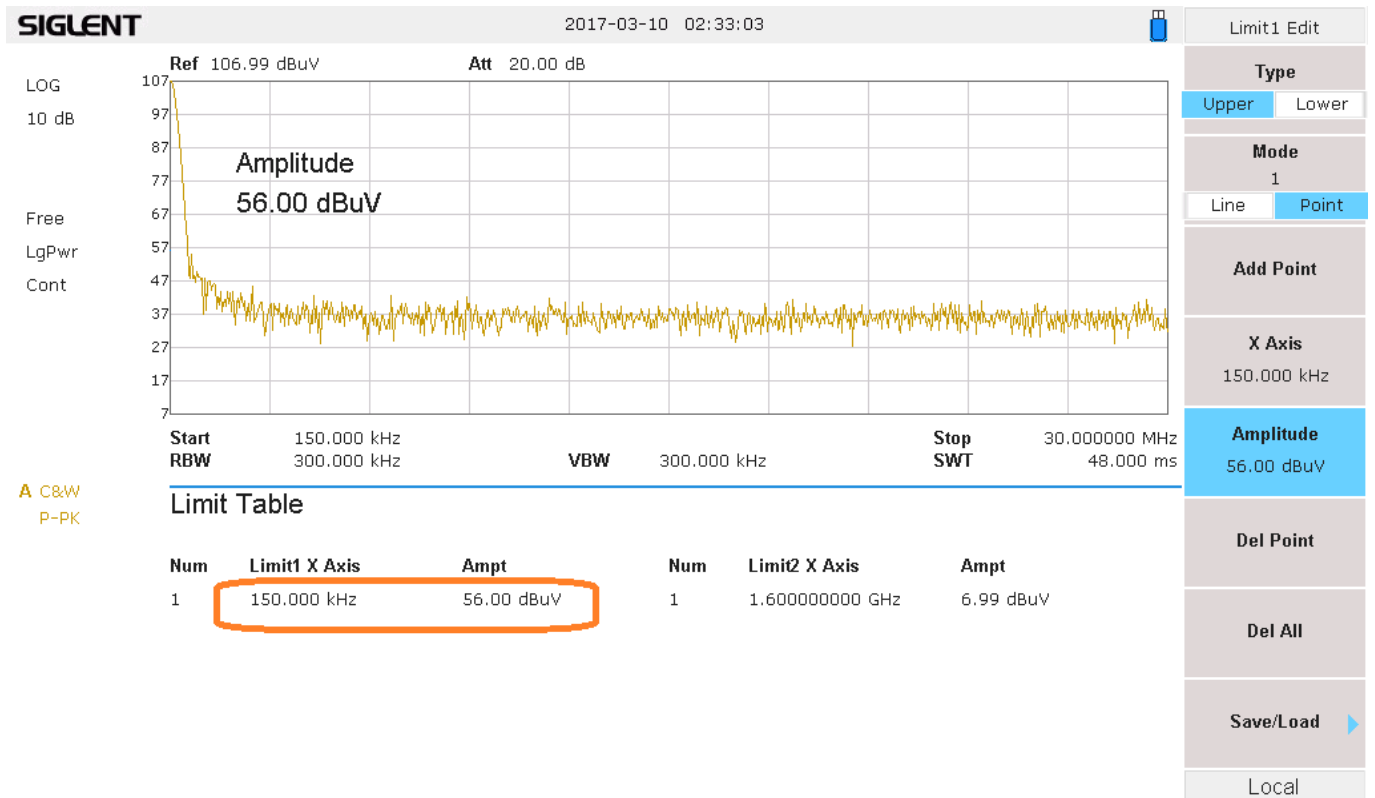 SIGLENT 2017-03-10 02:33:03 Limit1 Edit
Ref 106.99 dBuV Att 20.00 dB
Type
Upper Lower
LOG
10 dB
107
97
87
77
67
57
47
37
27
17
7
Amplitude
56.00 dBuV
Mode
1
Line Point
Free
LgPwr
Cont
Add Point
X Axis
150.000 kHz
Start 150.000 kHz Stop 30.000000 MHz
RBW 300.000 kHz VBW 300.000 kHz SWT 48.000 ms
Amplitude
56.00 dBuV
A C&W
P-PK
Limit Table
Del Point
Num Limit1 X Axis Ampt Num Limit2 X Axis Ampt
1 150.000 kHz 56.00 dBuV 1 1.600000000 GHz 6.99 dBuV
Del All
Save/Load
Local